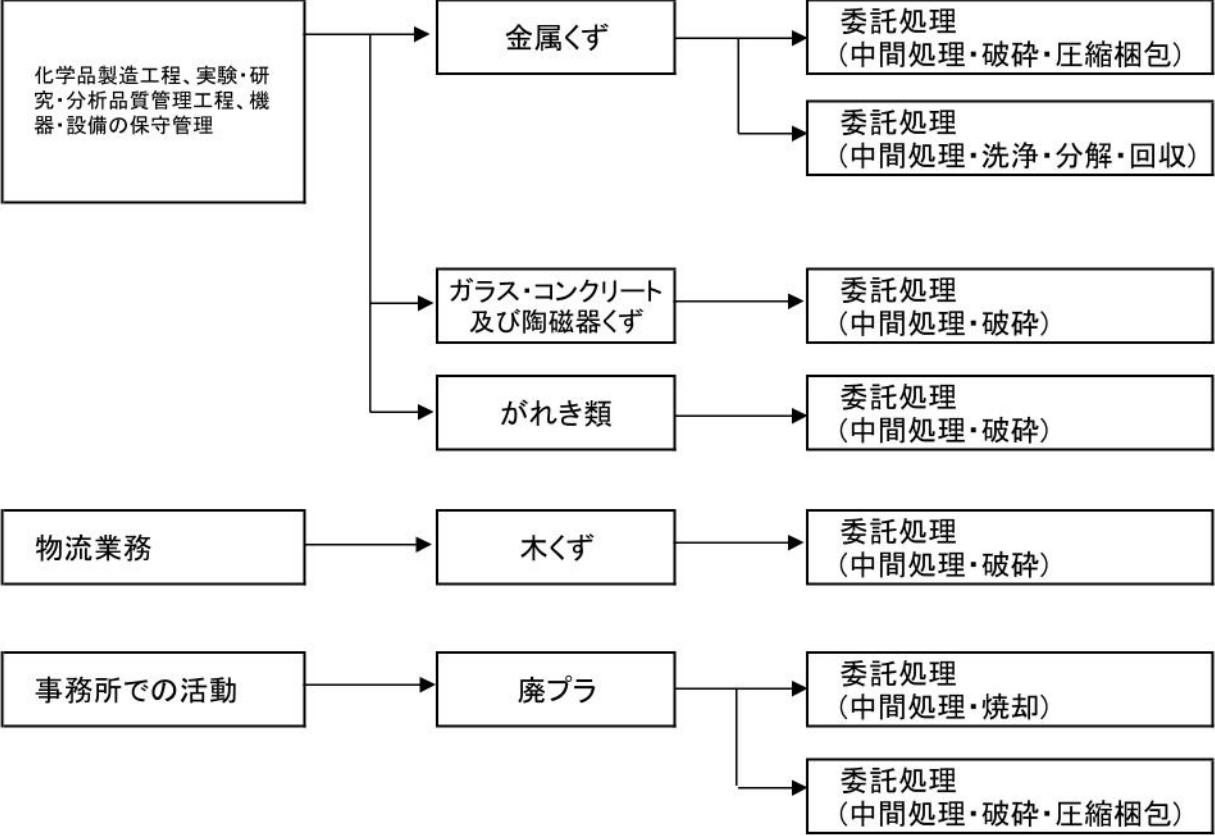 化学品製造工程、実験・研
究・分析品質管理工程、機
器・設備の保守管理
金属くず
委託処理
（中間処理・破砕・圧縮梱包）
委託処理
（中間処理・洗浄・分解・回収）
ガラス・コンクリート
及び陶磁器くず
委託処理
（中間処理・破砕）
がれき類
委託処理
（中間処理・破砕）
物流業務
木くず
委託処理
（中間処理・破砕）
事務所での活動
廃プラ
委託処理
（中間処理・焼却）
委託処理
（中間処理・破砕・圧縮梱包）